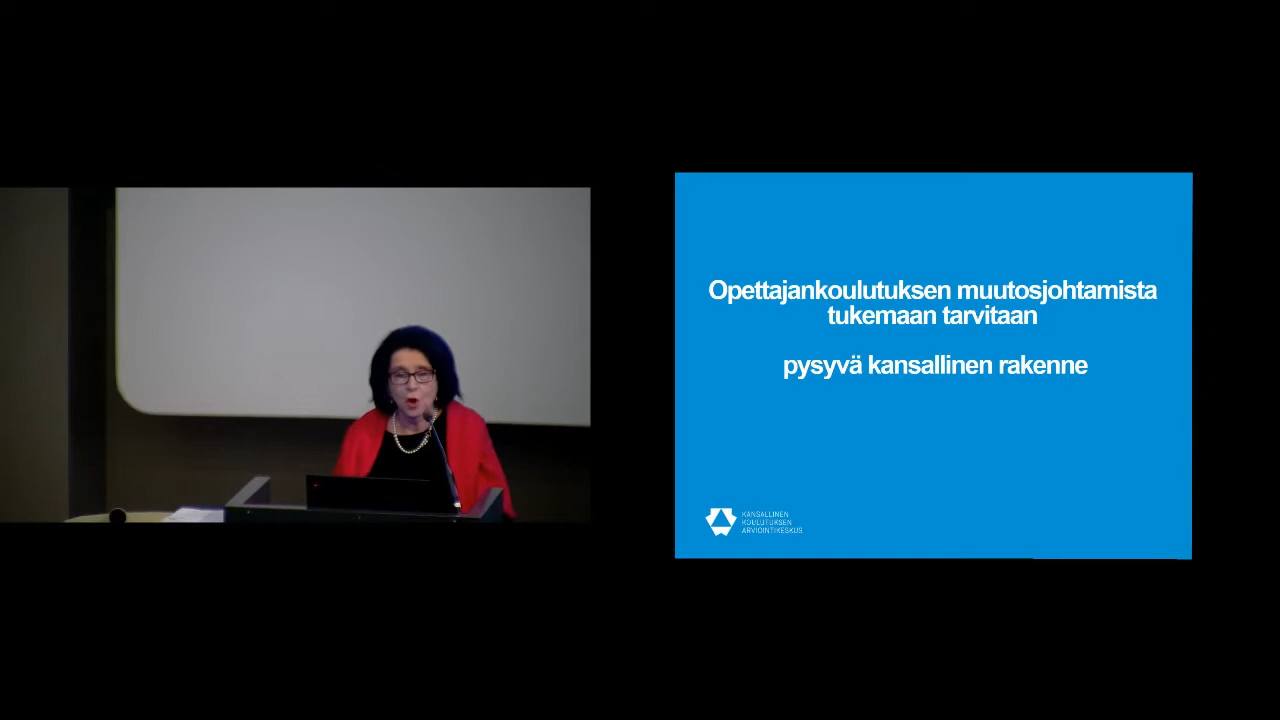 Opettajankoulutuksen muutosjohtamista
tukemaan tarvitaan
pysyvä kansallinen rakenne
KANSALLINEN
KOULUTUKSEN
ARVIOINTIKESKUS